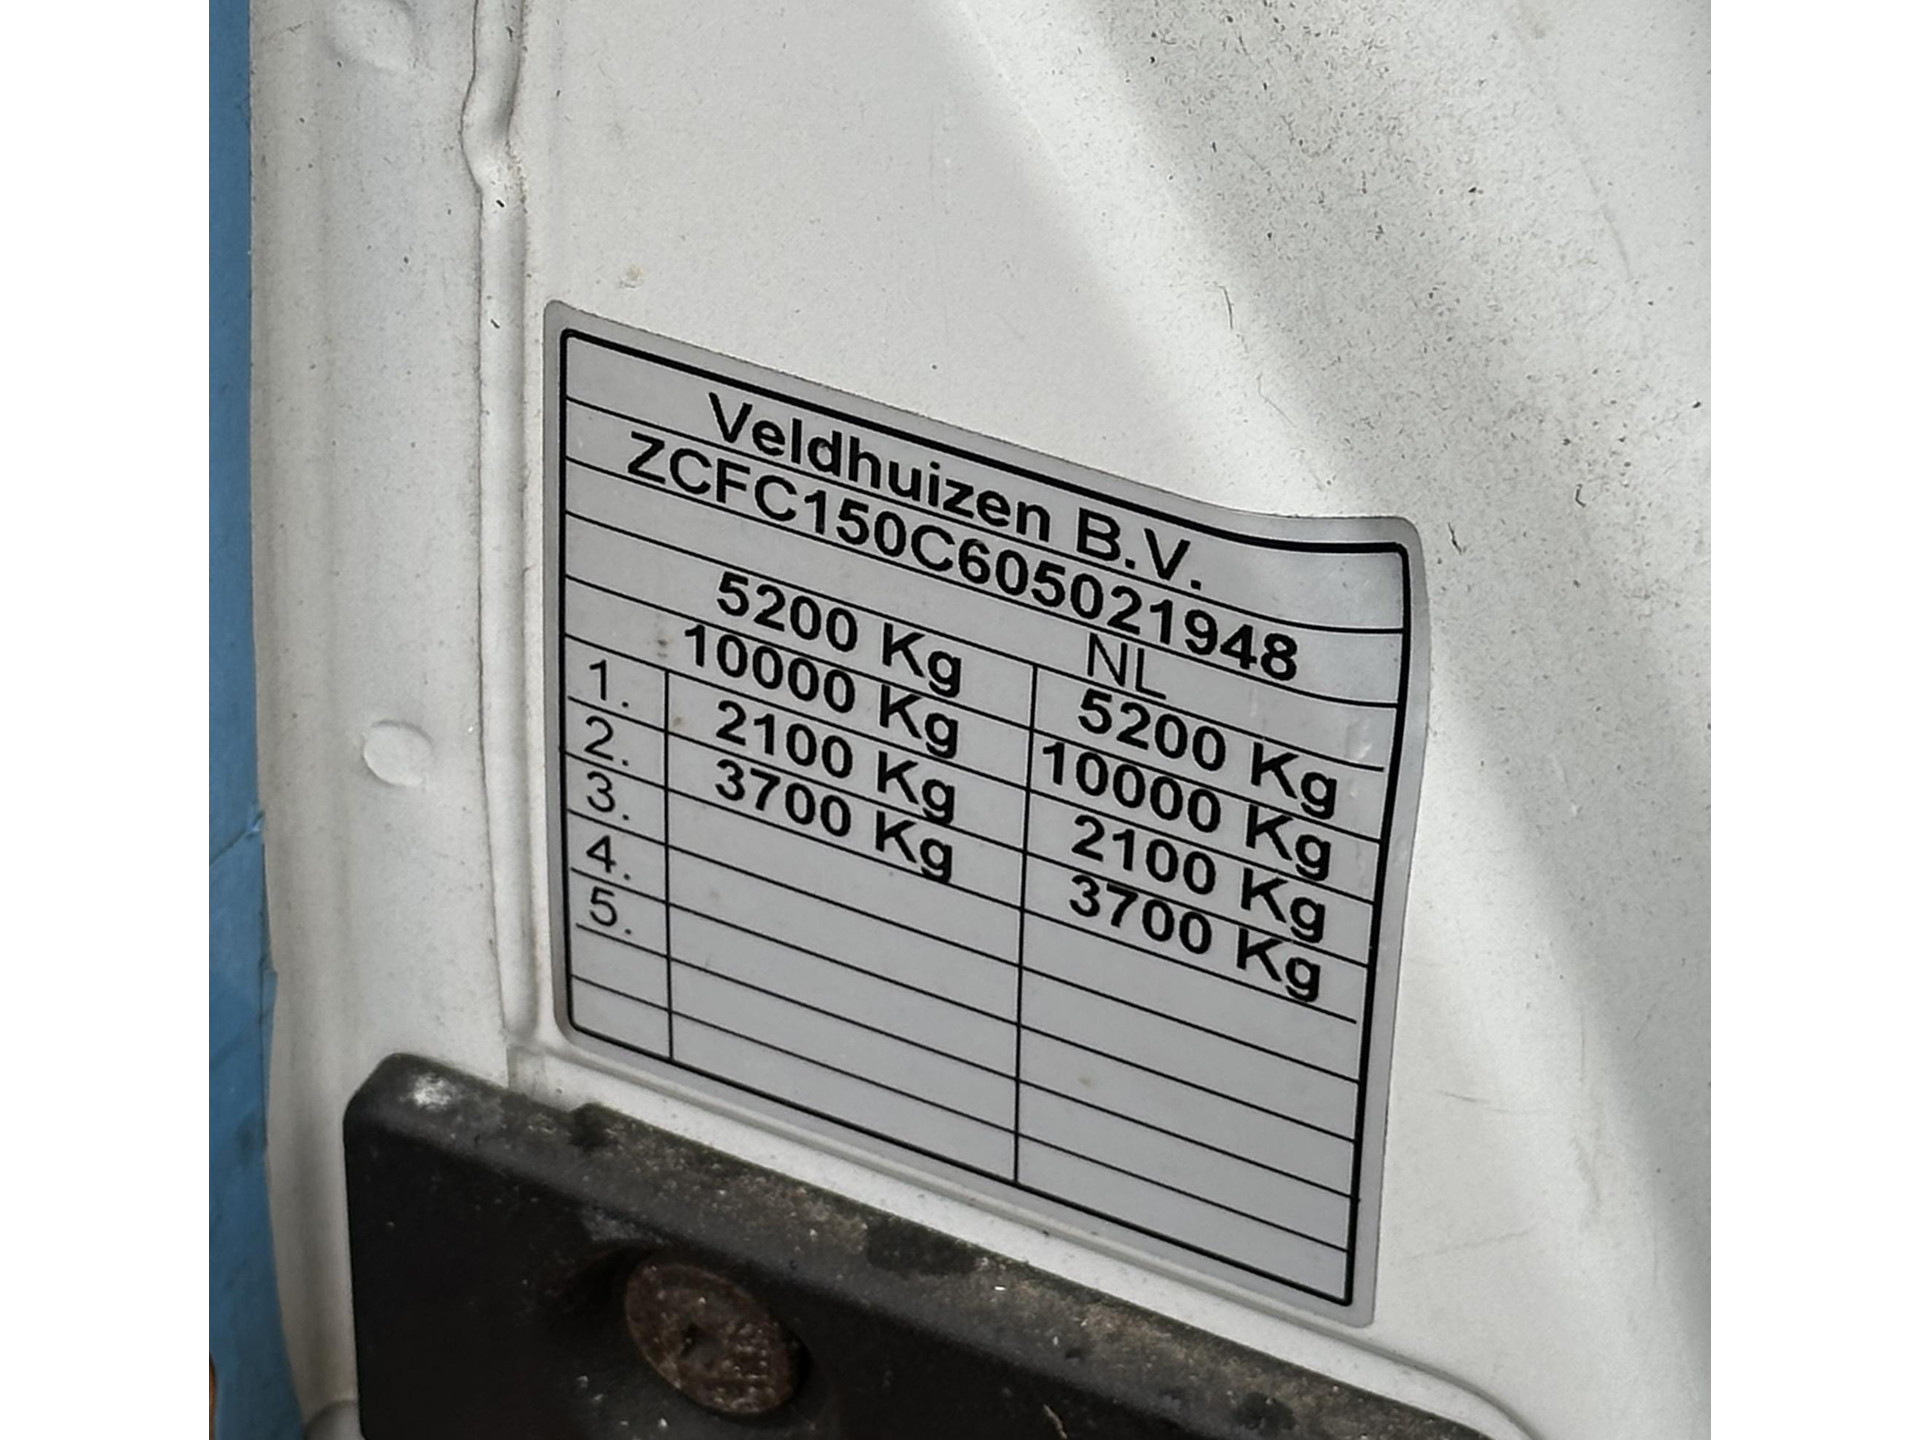 Veldhuizen B.V.
ZCFC150C605021948
NL
5200 Kg 5200 Kg
10000 Kg 10000 Kg
1. 2100 Kg 2100 Kg
2. 3700 Kg 3700 Kg
3.
4.
5.